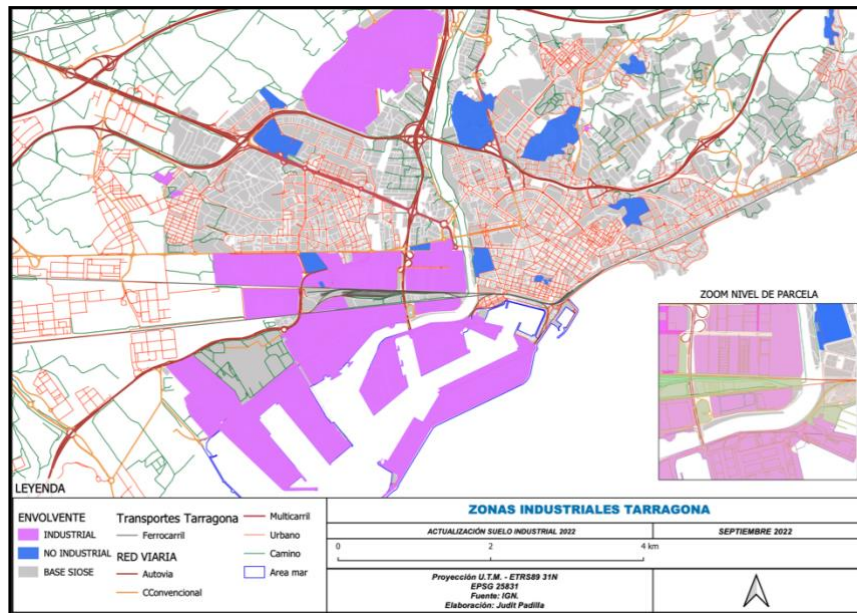 ZOOM NIVEL DE PARCELA
LEYENDA
ENVOLVENTE
INDUSTRIAL
NO INDUSTRIAL
BASE SIOSE
Transportes Tarragona
Ferrocarril
RED VIARIA
Autovia
CConvencional
Multicarril
Urbano
Camino
Area mar
ZONAS INDUSTRIALES TARRAGONA
ACTUALIZACIÓN SUELO INDUSTRIAL 2022
SEPTIEMBRE 2022
0 2 4 km
Proyección U.T.M. - ETRS89 31N
EPSG 25831
Fuente: IGN.
Elaboración: Judit Padilla